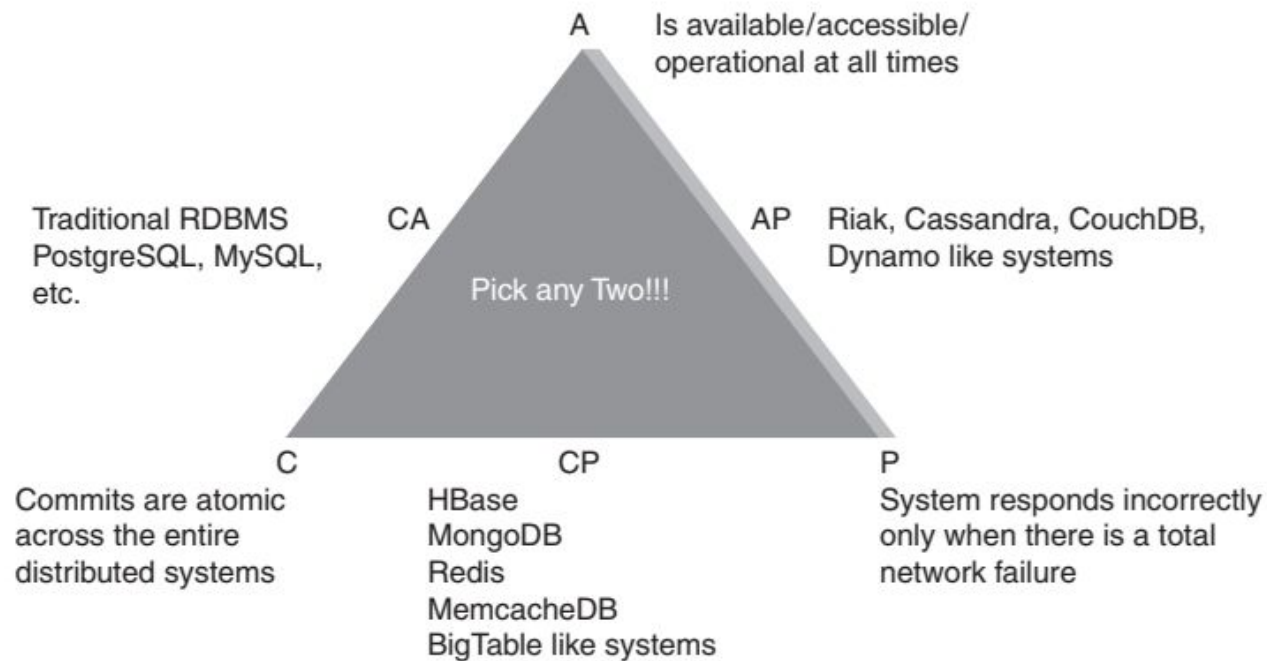 A
Is available/accessible/
operational at all times
Traditional RDBMS
PostgreSQL, MySQL,
etc.
CA
Pick any Two!!!
AP
Riak, Cassandra, CouchDB,
Dynamo like systems
C
Commits are atomic
across the entire
distributed systems
CP
HBase
MongoDB
Redis
MemcacheDB
BigTable like systems
P
System responds incorrectly
only when there is a total
network failure